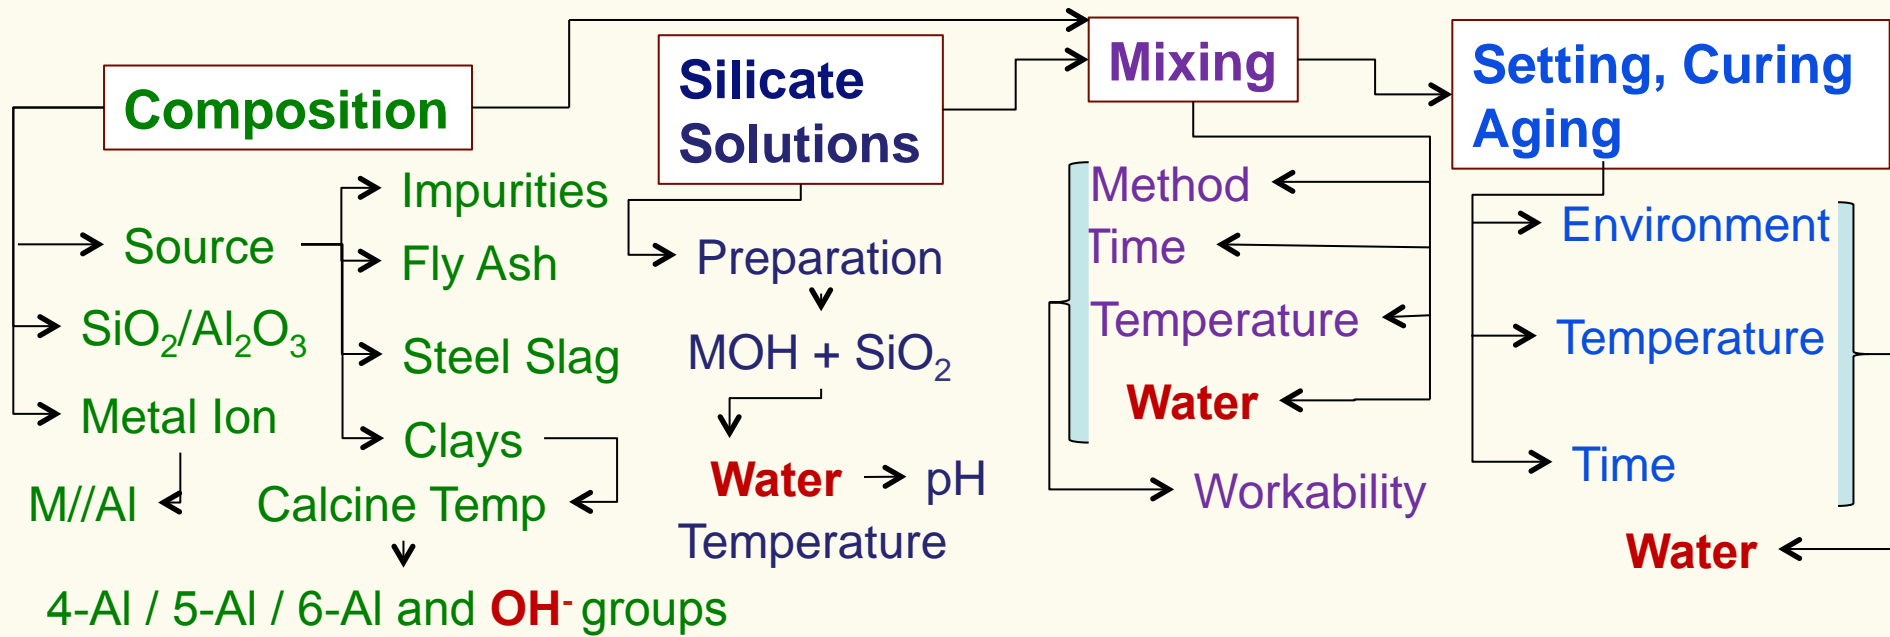 Composition
Source
SiO₂/Al₂O₃
Metal Ion
M//Al
Impurities
Fly Ash
Steel Slag
Clays
Calcine Temp
4-Al / 5-Al / 6-Al and OH⁻ groups
Silicate
Solutions
Preparation
MOH + SiO₂
Water
pH
Temperature
Mixing
Method
Time
Temperature
Water
Workability
Setting, Curing
Aging
Environment
Temperature
Time
Water